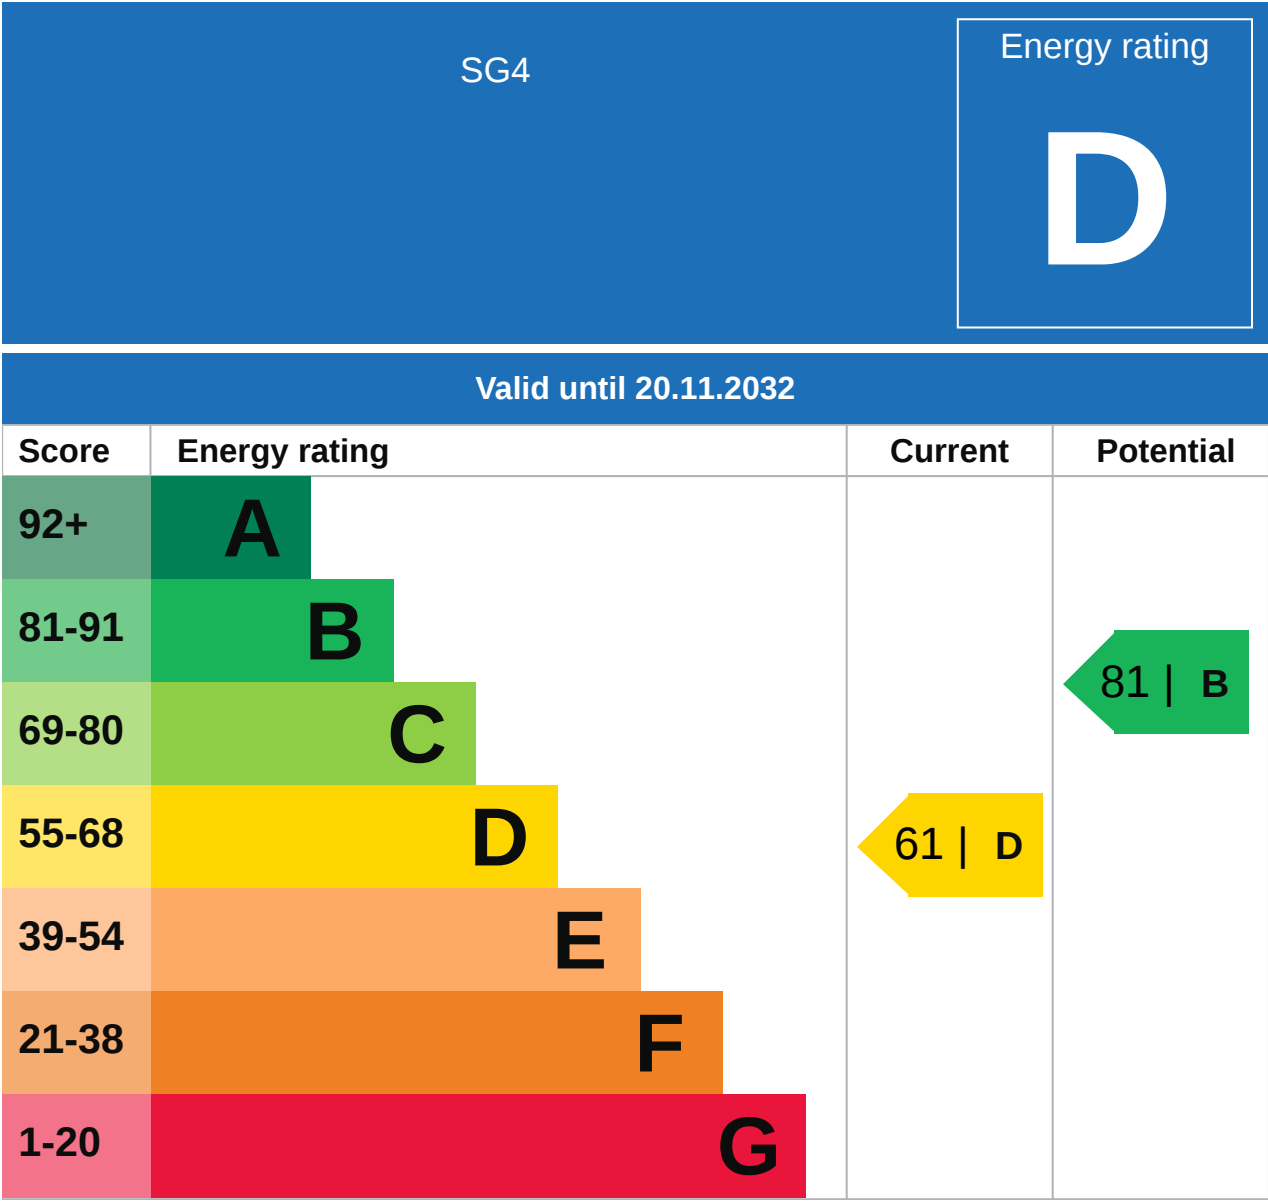 SG4
Energy rating
D
Valid until 20.11.2032
Score Energy rating Current Potential
92+ A
81-91 B
81 | B
69-80 C
55-68 D
61 | D
39-54 E
21-38 F
1-20 G